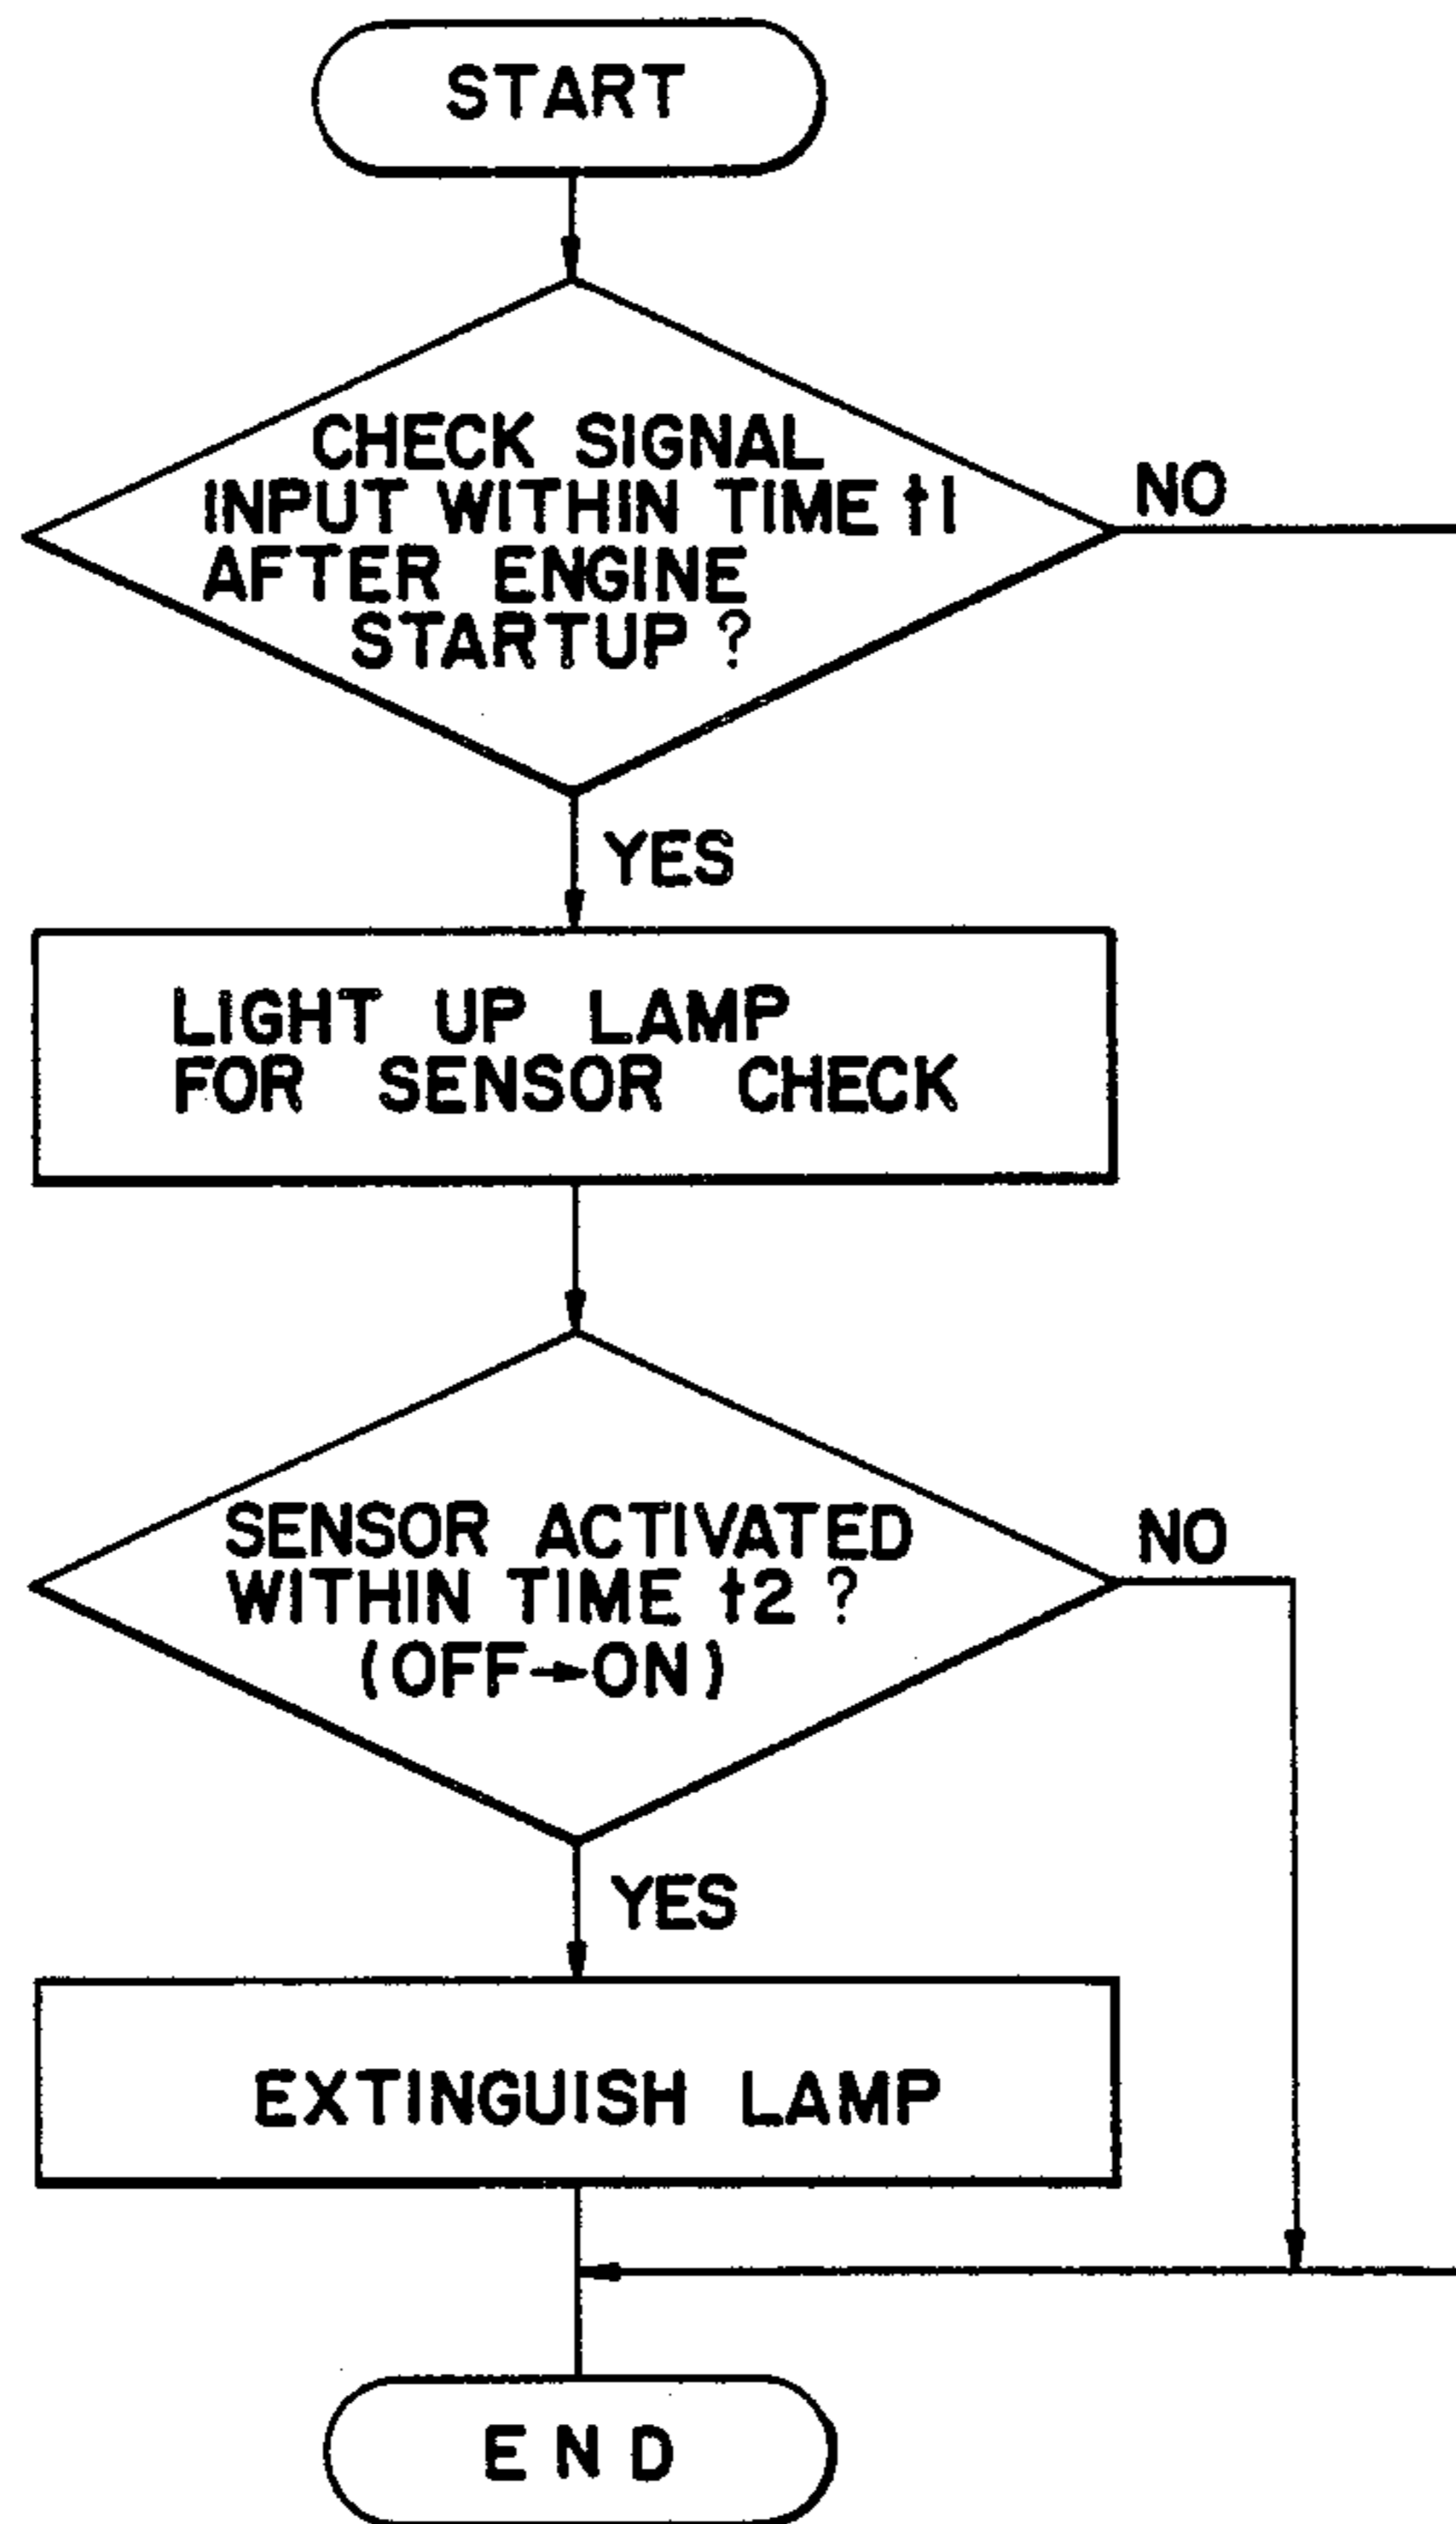 START
CHECK SIGNAL
INPUT WITHIN TIME t1
AFTER ENGINE
STARTUP ?
NO
YES
LIGHT UP LAMP
FOR SENSOR CHECK
SENSOR ACTIVATED
WITHIN TIME t2 ?
(OFF→ON)
NO
YES
EXTINGUISH LAMP
END